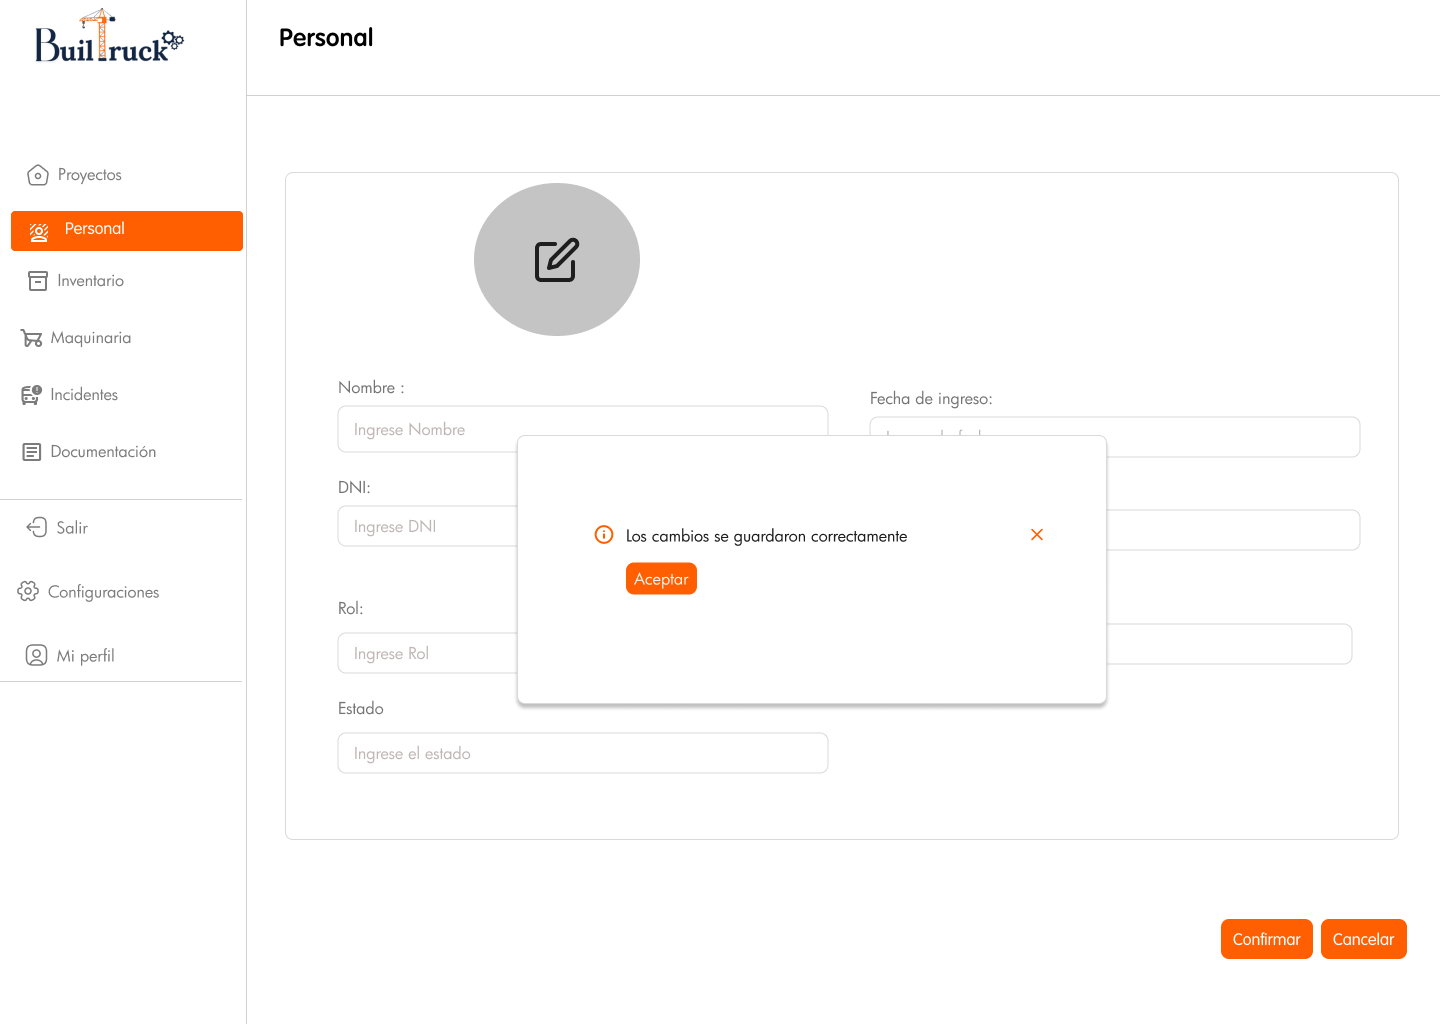 BuilTruck
Personal
Proyectos
Personal
Inventario
Maquinaria
Incidentes
Documentación
Salir
Configuraciones
Mi perfil
Nombre :
Ingrese Nombre
Fecha de ingreso:
DNI:
Ingrese DNI
Los cambios se guardaron correctamente
Aceptar
Rol:
Ingrese Rol
Estado
Ingrese el estado
Confirmar
Cancelar